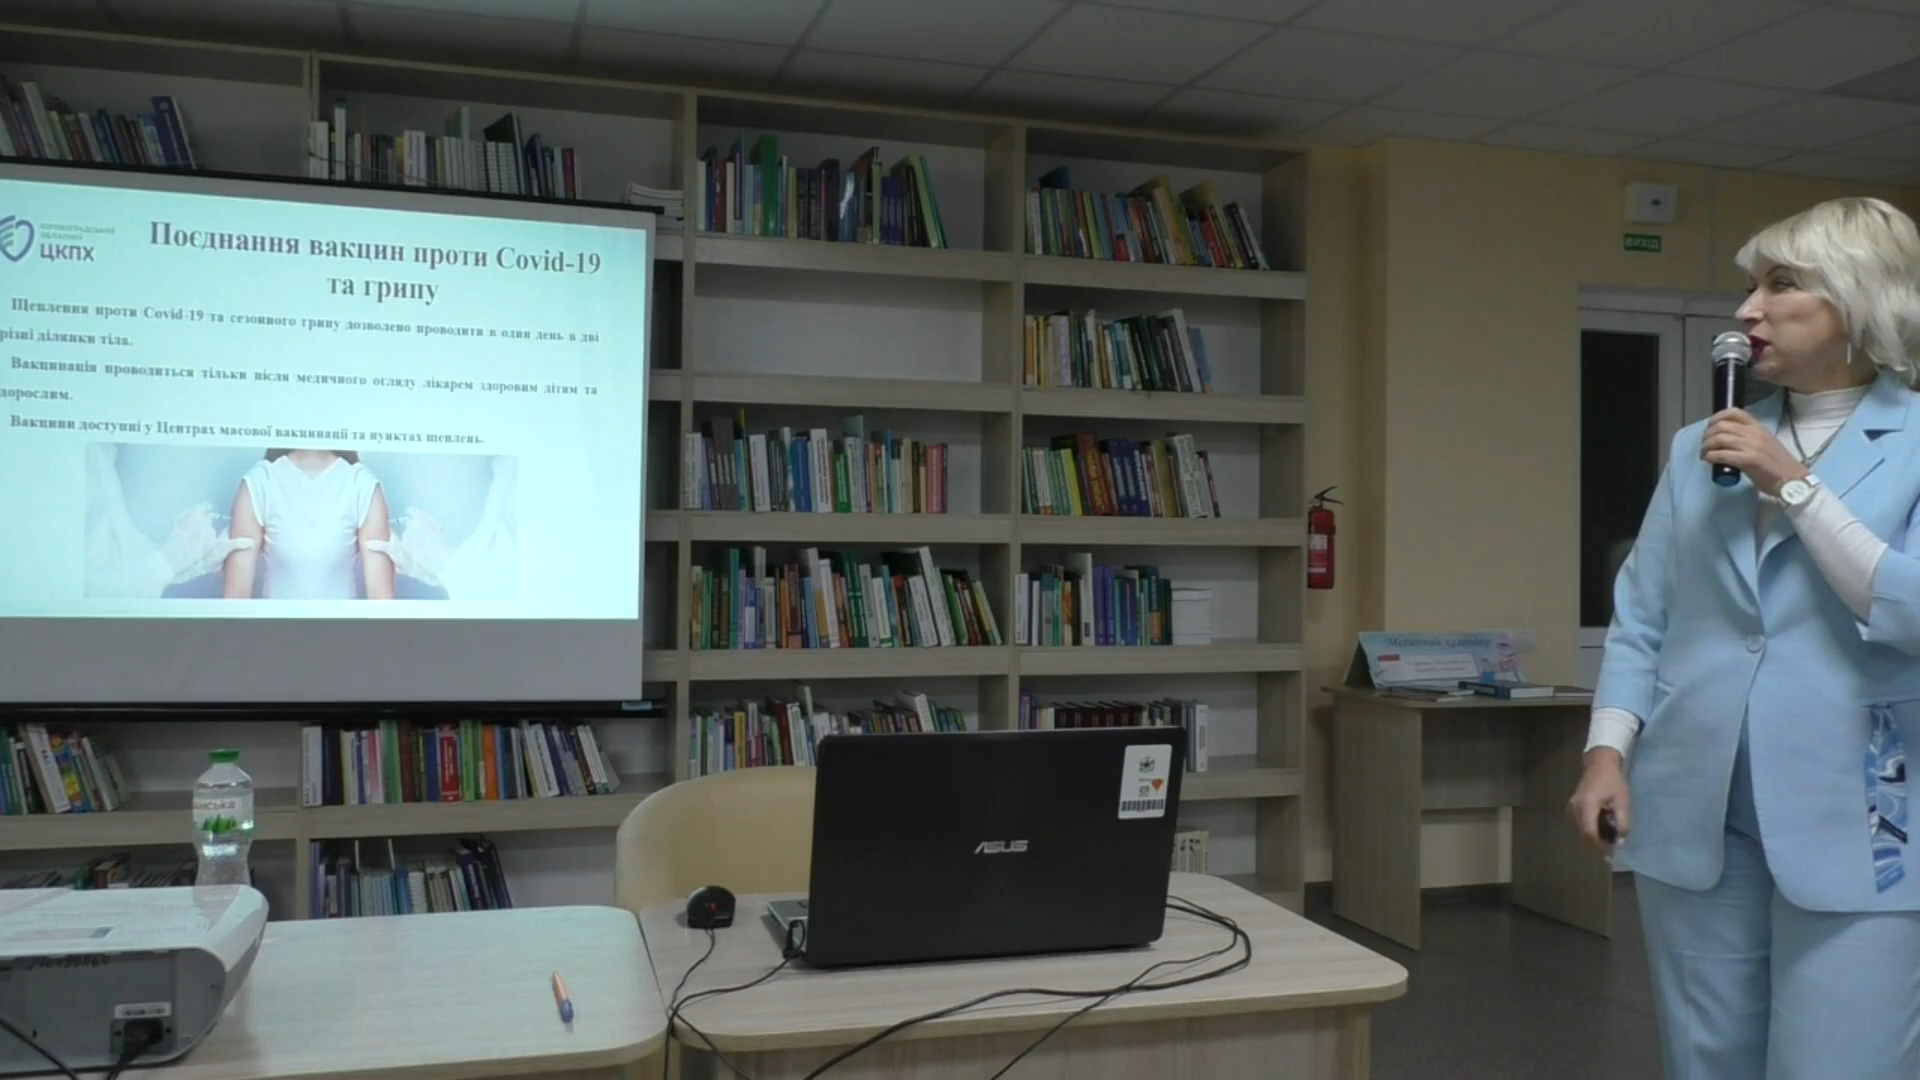 КІРОВОГРАДСЬКИЙ
ОБЛАСНИЙ
ЦКПХ
Поєднання вакцин проти Covid-19
та грипу
Щеплення проти Covid-19 та сезонного грипу дозволено проводити в один день в дві
різні ділянки тіла.
Вакцинація проводиться тільки після медичного огляду лікарем здоровим дітям та
дорослим.
Вакцини доступні у Центрах масової вакцинації та пунктах щеплень.
ВИХІД
Медичний календар
ASUS